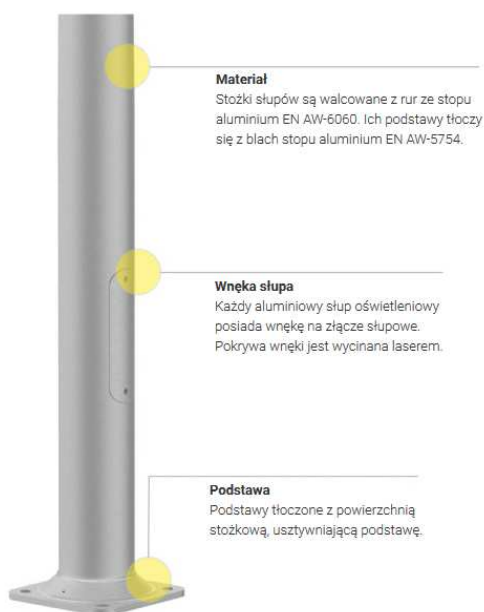 Materiał
Stożki słupów są walcowane z rur ze stopu
aluminium EN AW-6060. Ich podstawy tłoczy
się z blach stopu aluminium EN AW-5754.
Wnęka słupa
Każdy aluminiowy słup oświetleniowy
posiada wnękę na złącze słupowe.
Pokrywa wnęki jest wycinana laserem.
Podstawa
Podstawy tłoczone z powierzchnią
stożkową, usztywniającą podstawę.